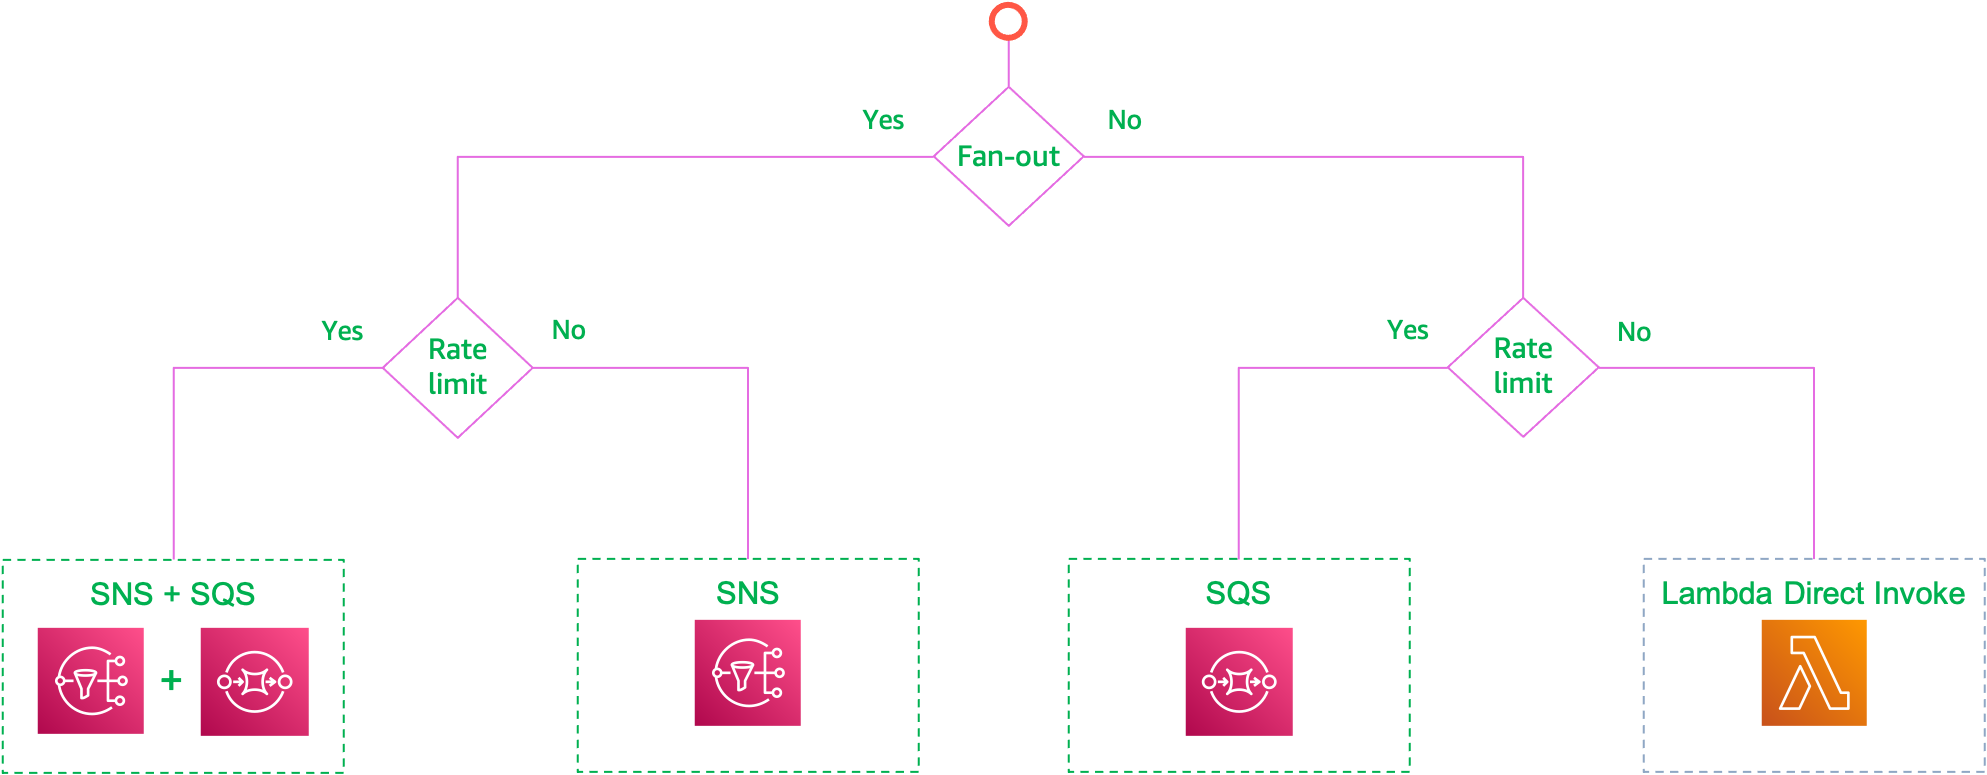 Yes
No
Fan-out
Yes
No
Rate
limit
Yes
No
Rate
limit
SNS + SQS
+
SNS
SQS
Lambda Direct Invoke